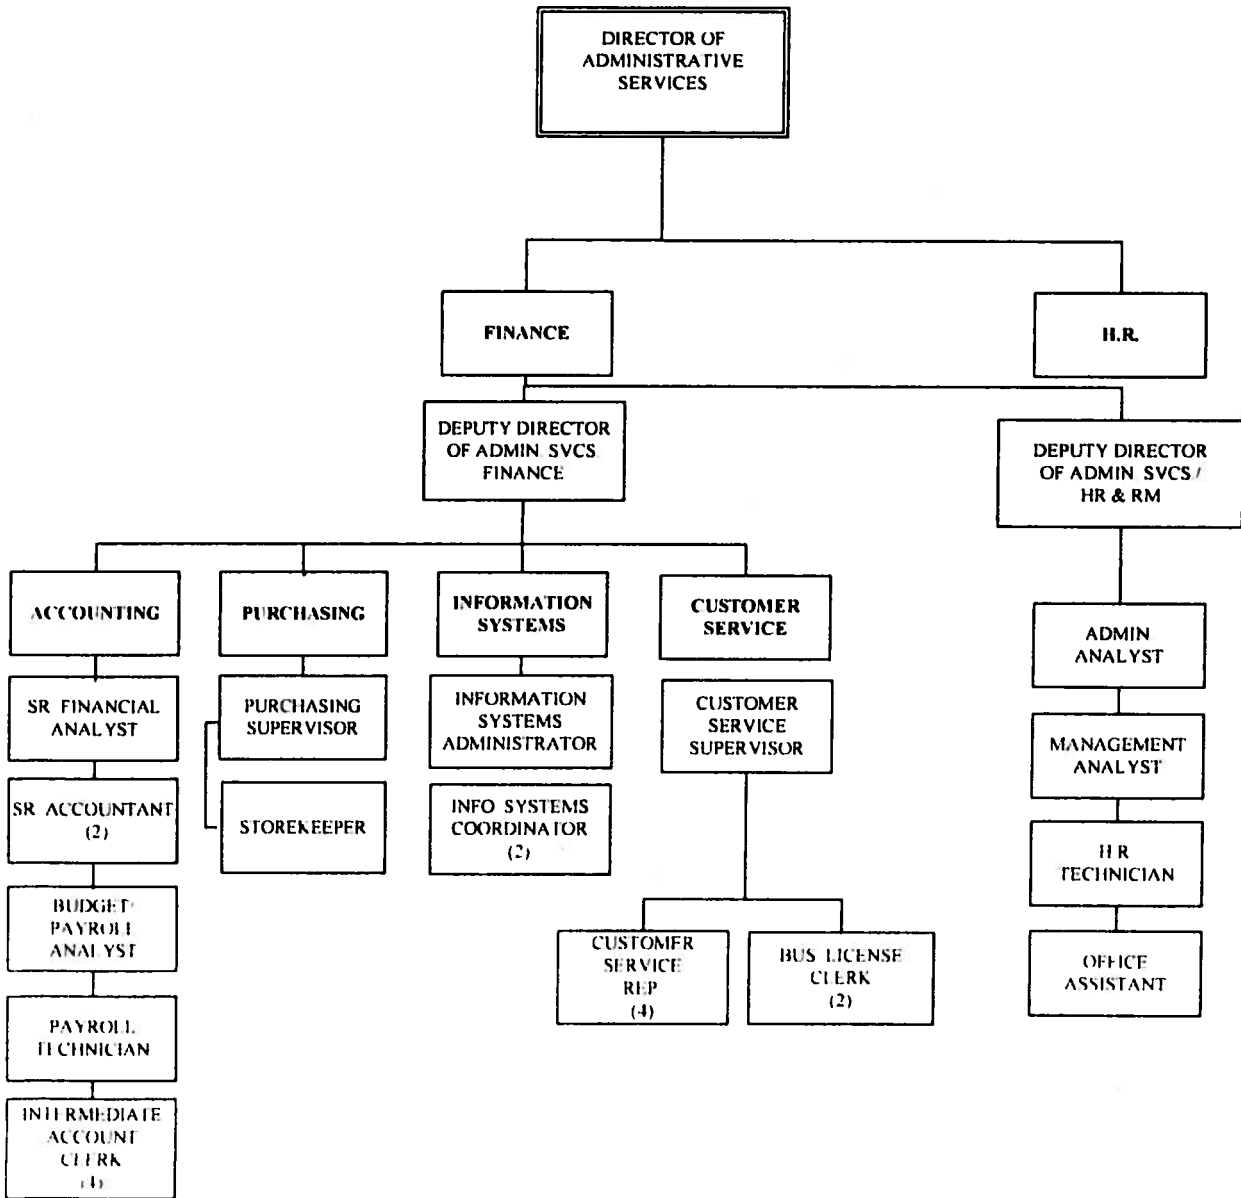 DIRECTOR OF
ADMINISTRATIVE
SERVICES
FINANCE
H.R.
DEPUTY DIRECTOR
OF ADMIN. SVCS
FINANCE
DEPUTY DIRECTOR
OF ADMIN SVCS /
HR & RM
ACCOUNTING
PURCHASING
INFORMATION
SYSTEMS
CUSTOMER
SERVICE
SR FINANCIAL
ANALYST
PURCHASING
SUPERVISOR
INFORMATION
SYSTEMS
ADMINISTRATOR
CUSTOMER
SERVICE
SUPERVISOR
ADMIN
ANALYST
MANAGEMENT
ANALYST
SR ACCOUNTANT
(2)
STOREKEEPER
INFO SYSTEMS
COORDINATOR
(2)
HR
TECHNICIAN
BUDGET/
PAYROLL
ANALYST
CUSTOMER
SERVICE
REP
(4)
BUS LICENSE
CLERK
(2)
OFFICE
ASSISTANT
PAYROLL
TECHNICIAN
INTERMEDIATE
ACCOUNT
CLERK
(4)